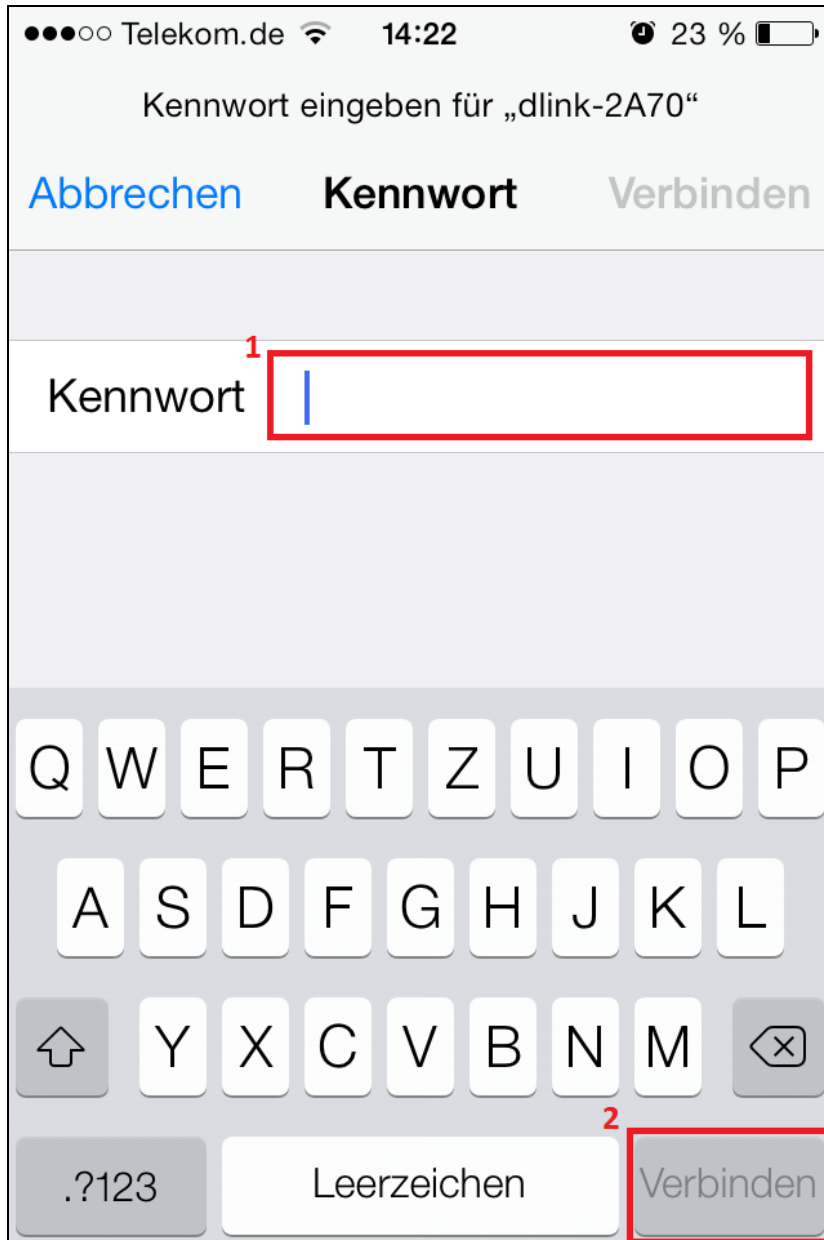 Telekom.de 14:22 23 %
Kennwort eingeben für „dlink-2A70“
Abbrechen Kennwort Verbinden
1
Kennwort
Q W E R T Z U I O P
A S D F G H J K L
Y X C V B N M
2
.?123 Leerzeichen Verbinden